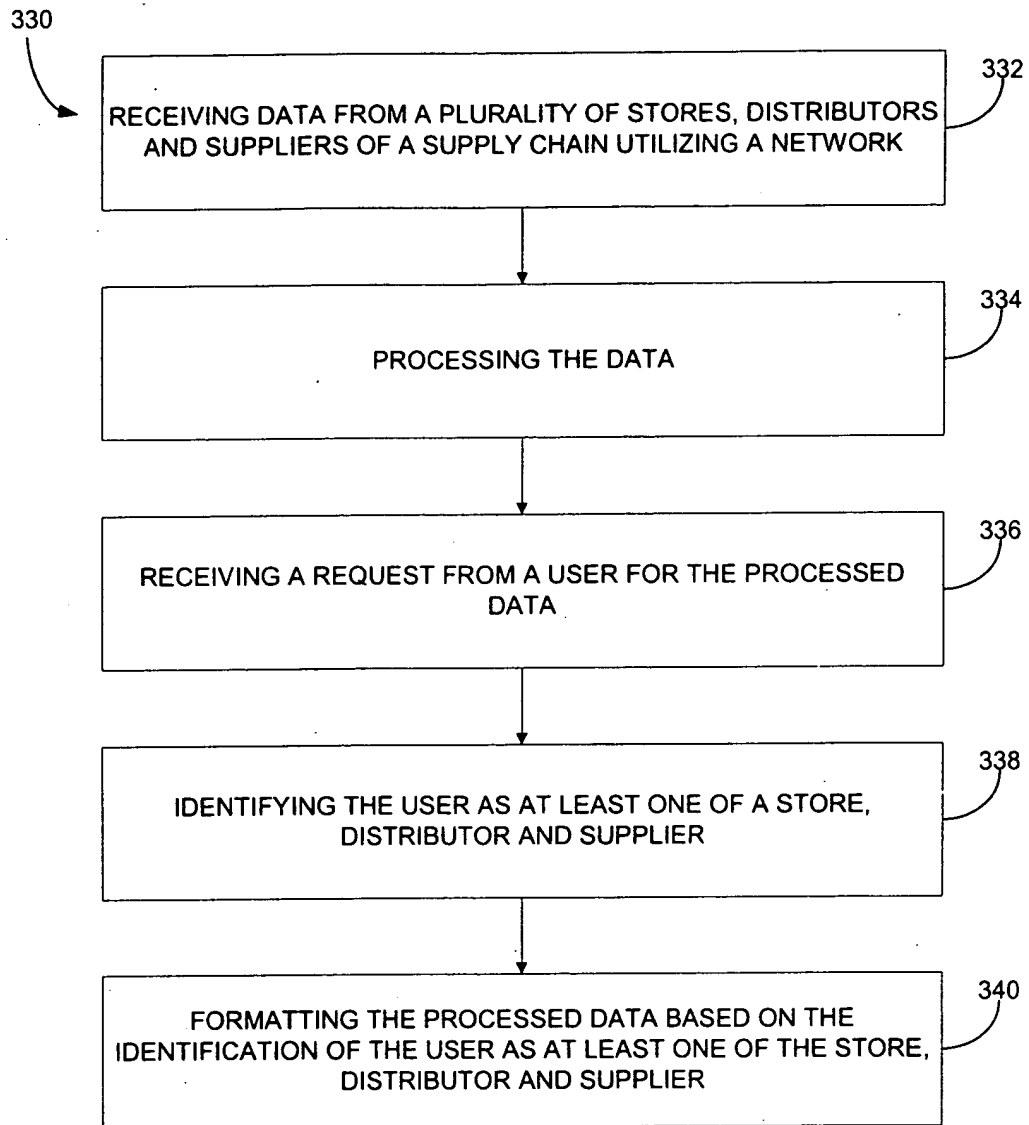 330
332
RECEIVING DATA FROM A PLURALITY OF STORES, DISTRIBUTORS
AND SUPPLIERS OF A SUPPLY CHAIN UTILIZING A NETWORK
334
PROCESSING THE DATA
336
RECEIVING A REQUEST FROM A USER FOR THE PROCESSED
DATA
338
IDENTIFYING THE USER AS AT LEAST ONE OF A STORE,
DISTRIBUTOR AND SUPPLIER
340
FORMATTING THE PROCESSED DATA BASED ON THE
IDENTIFICATION OF THE USER AS AT LEAST ONE OF THE STORE,
DISTRIBUTOR AND SUPPLIER